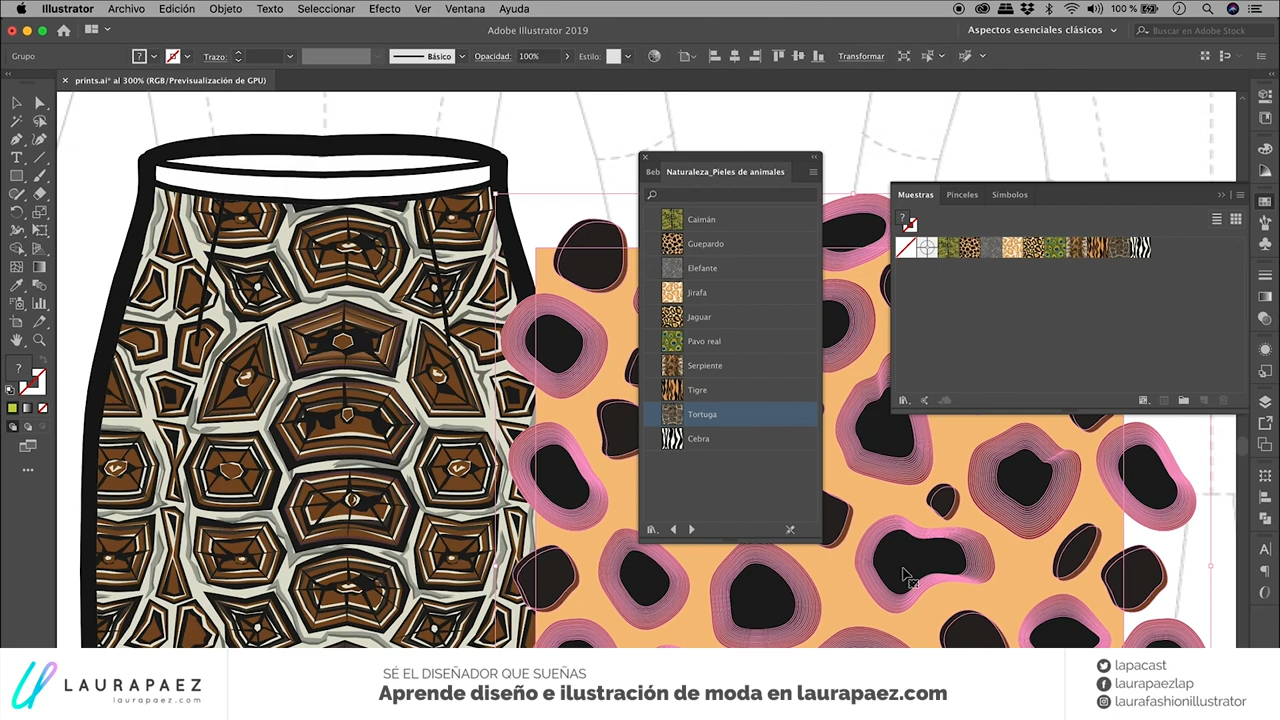 Illustrator Archivo Edición Objeto Texto Seleccionar Efecto Ver Ventana Ayuda 100 %
Adobe Illustrator 2019
Aspectos esenciales clásicos
Buscar en Adobe Stock
Grupo ? Trazo: Básico Opacidad: 100% Estilo: Transformar
× prints.ai* al 300% (RGB/Previsualización de GPU)
Beb Naturaleza_Pieles de animales
Caimán
Guepardo
Elefante
Jirafa
Jaguar
Pavo real
Serpiente
Tigre
Tortuga
Cebra
Muestras Pinceles Símbolos
?
?
LAURAPAEZ
laurapaez.com
SÉ EL DISEÑADOR QUE SUEÑAS
Aprende diseño e ilustración de moda en laurapaez.com
lapacast
laurapaezlap
laurafashionillustrator